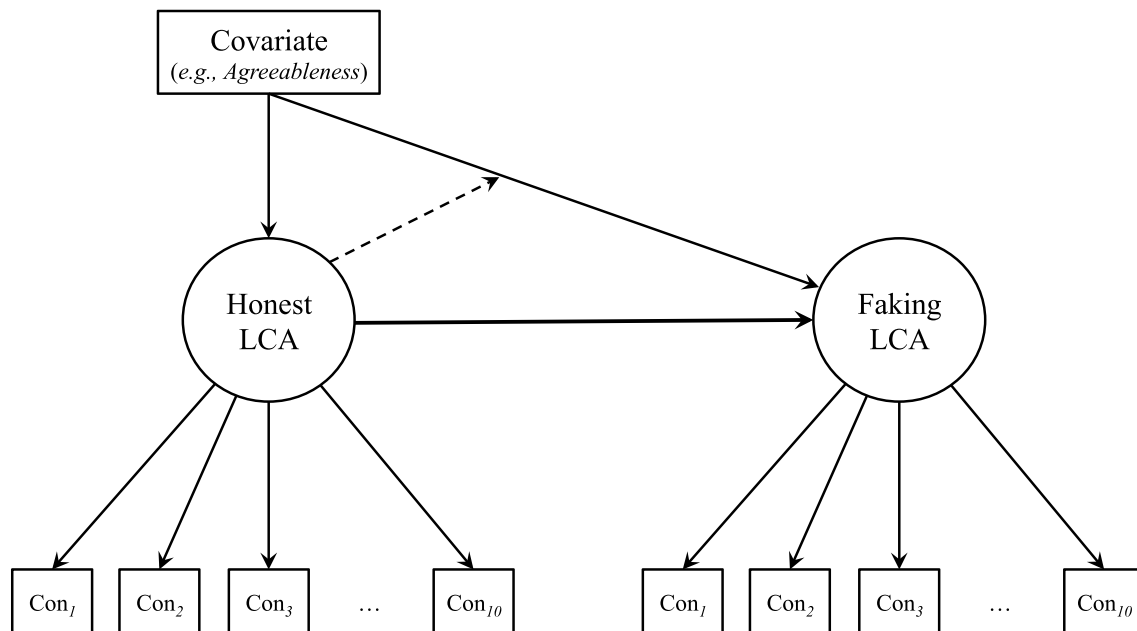 Covariate
(e.g., Agreeableness)
Honest
LCA
Faking
LCA
Con1 Con2 Con3 ... Con10 Con1 Con2 Con3 ... Con10